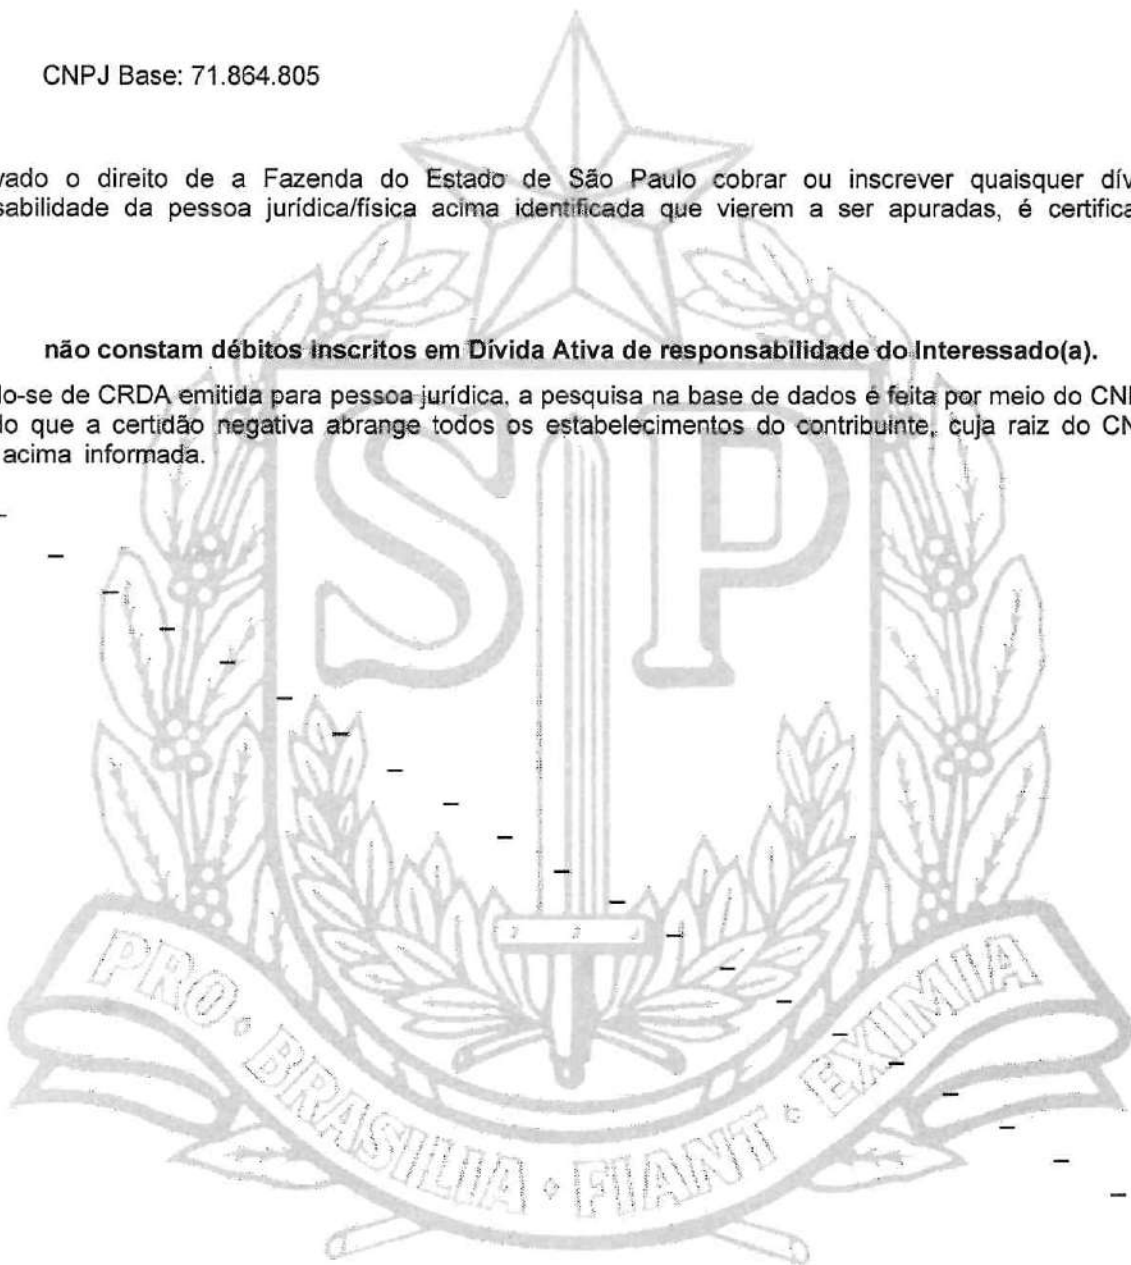 CNPJ Base: 71.864.805
vado o direito de a Fazenda do Estado de São Paulo cobrar ou inscrever quaisquer dív
sabilidade da pessoa jurídica/física acima identificada que vierem a ser apuradas, é certifica
não constam débitos inscritos em Dívida Ativa de responsabilidade do Interessado(a).
do-se de CRDA emitida para pessoa jurídica, a pesquisa na base de dados é feita por meio do CN
do que a certidão negativa abrange todos os estabelecimentos do contribuinte, cuja raiz do CN
acima informada.
SP
PRO BRASILIA FIANT EXIMIA